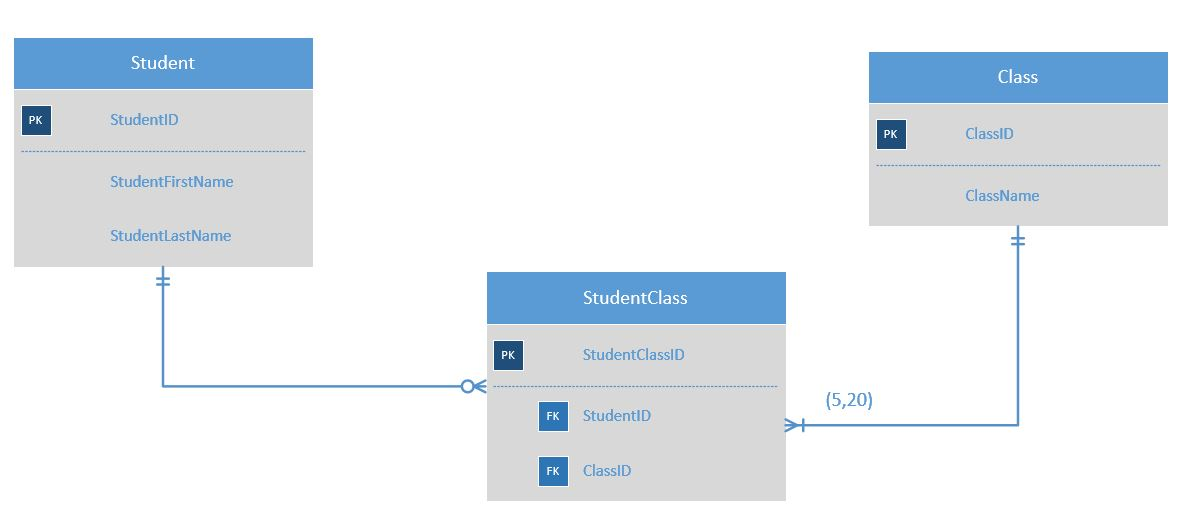 Student
PK StudentID
StudentFirstName
StudentLastName
Class
PK ClassID
ClassName
StudentClass
PK StudentClassID
FK StudentID
FK ClassID
(5,20)